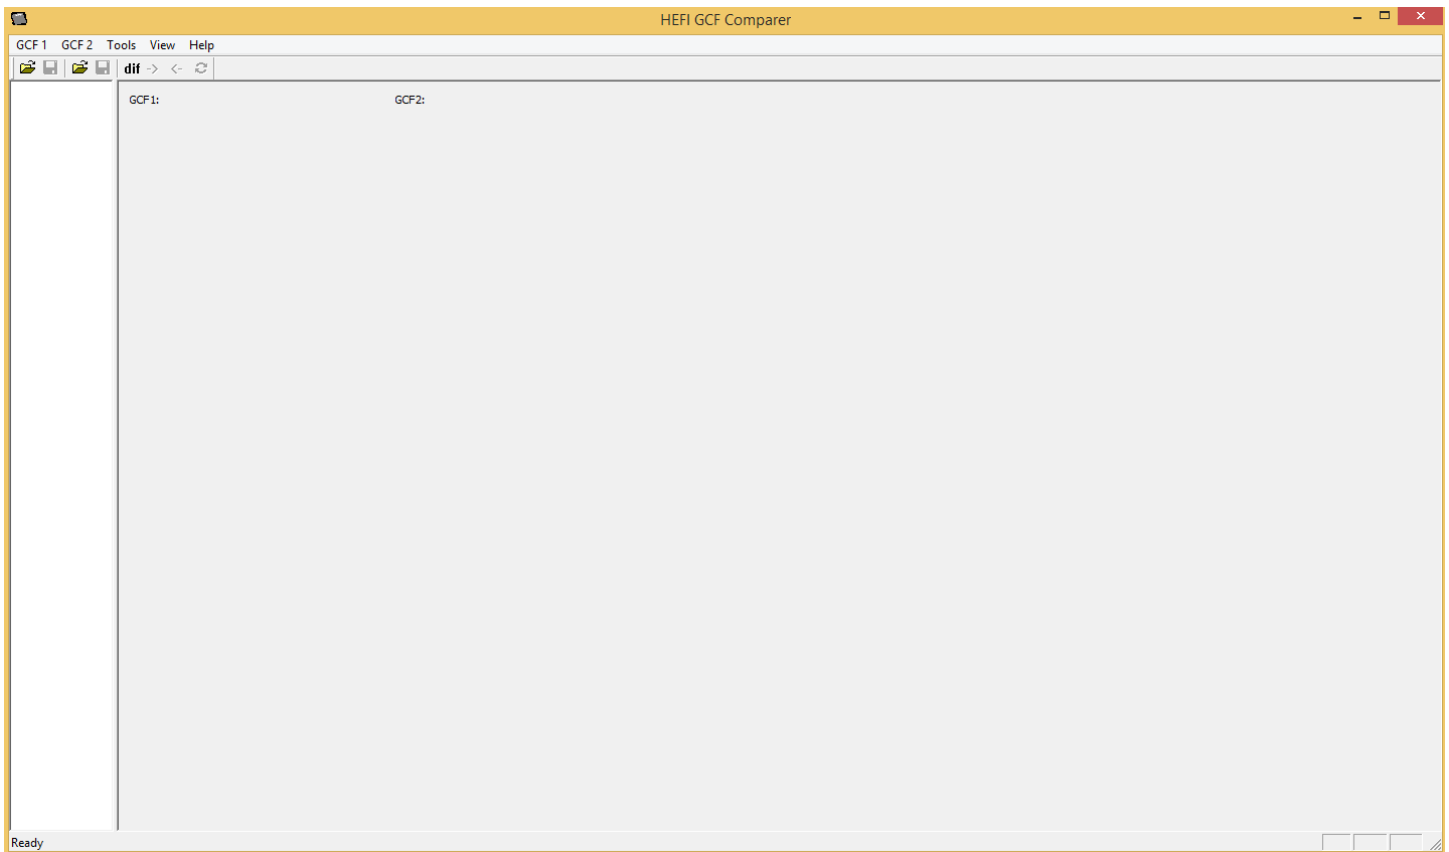 HEFI GCF Comparer
GCF 1 GCF 2 Tools View Help
dif -> <-
GCF1: GCF2:
Ready